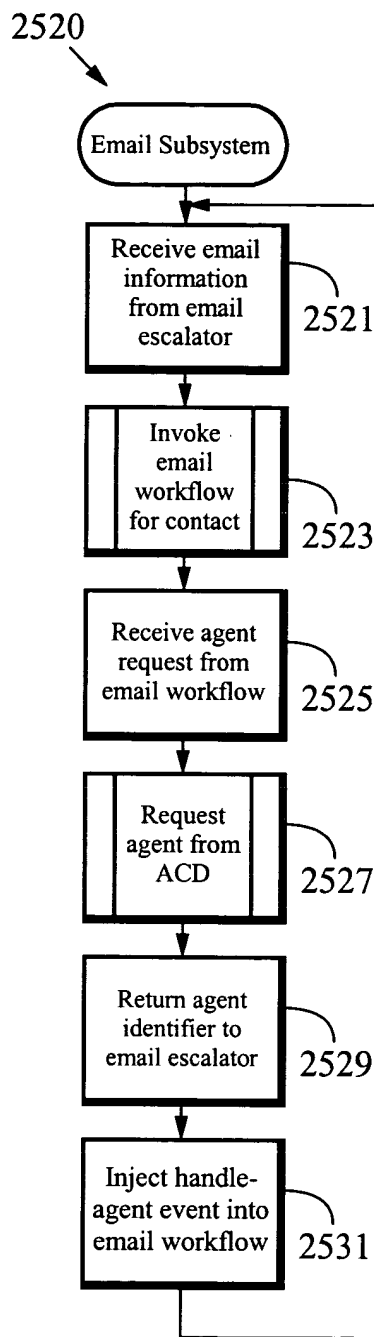 2520
Email Subsystem
Receive email
information
from email
escalator
2521
Invoke
email
workflow
for contact
2523
Receive agent
request from
email workflow
2525
Request
agent from
ACD
2527
Return agent
identifier to
email escalator
2529
Inject handle-
agent event into
email workflow
2531